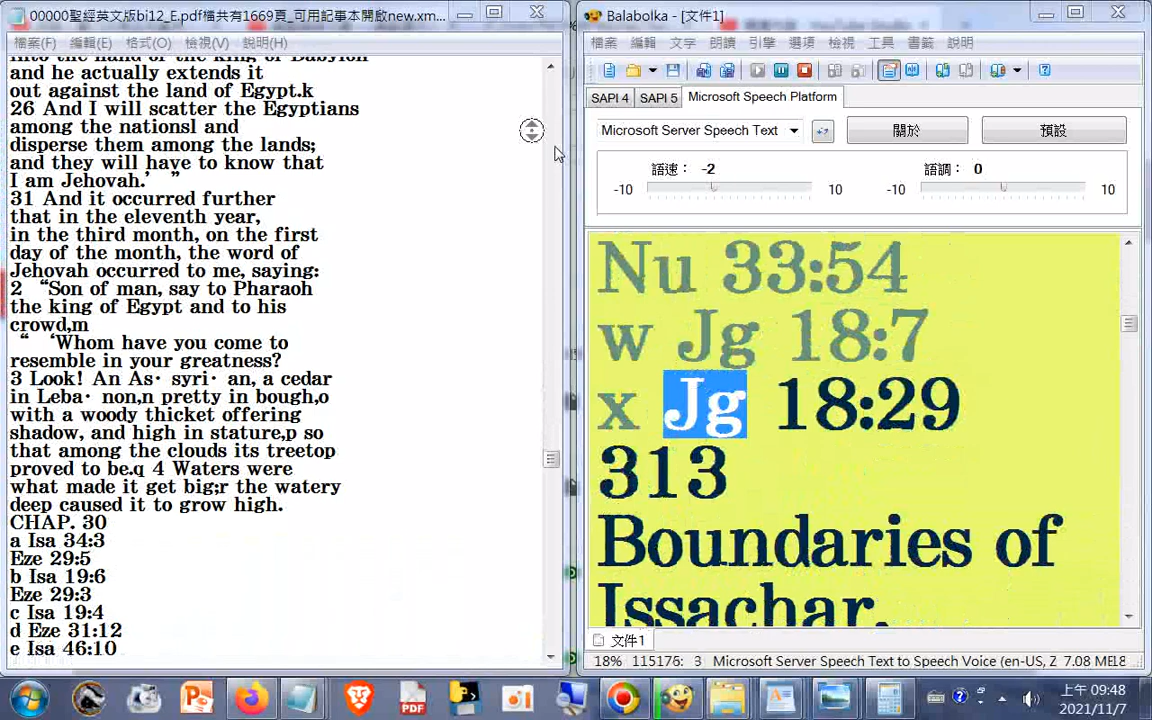 00000聖經英文版bi12_E.pdf檔共有1669頁_可用記事本開啟new.xm...
檔案(F) 編輯(E) 格式(O) 檢視(V) 說明(H)
into the hand of the king of Babylon
and he actually extends it
out against the land of Egypt.k
26 And I will scatter the Egyptians
among the nationsl and
disperse them among the lands;
and they will have to know that
I am Jehovah.’ ”
31 And it occurred further
that in the eleventh year,
in the third month, on the first
day of the month, the word of
Jehovah occurred to me, saying:
2 “Son of man, say to Pharaoh
the king of Egypt and to his
crowd,m
“ ‘Whom have you come to
resemble in your greatness?
3 Look! An As· syri· an, a cedar
in Leba· non,n pretty in bough,o
with a woody thicket offering
shadow, and high in stature,p so
that among the clouds its treetop
proved to be.q 4 Waters were
what made it get big;r the watery
deep caused it to grow high.
CHAP. 30
a Isa 34:3
Eze 29:5
b Isa 19:6
Eze 29:3
c Isa 19:4
d Eze 31:12
e Isa 46:10
Balabolka - [文件1]
檔案 編輯 文字 朗讀 引擎 選項 檢視 工具 書籤 說明
SAPI 4 SAPI 5 Microsoft Speech Platform
Microsoft Server Speech Text 關於 預設
語速: -2 語調: 0
-10 10 -10 10
Nu 33:54
w Jg 18:7
x Jg 18:29
313
Boundaries of
Issachar,
文件1
18% 115176: 3 Microsoft Server Speech Text to Speech Voice (en-US, Z 7.08 MEL8
PDF
上午 09:48
2021/11/7